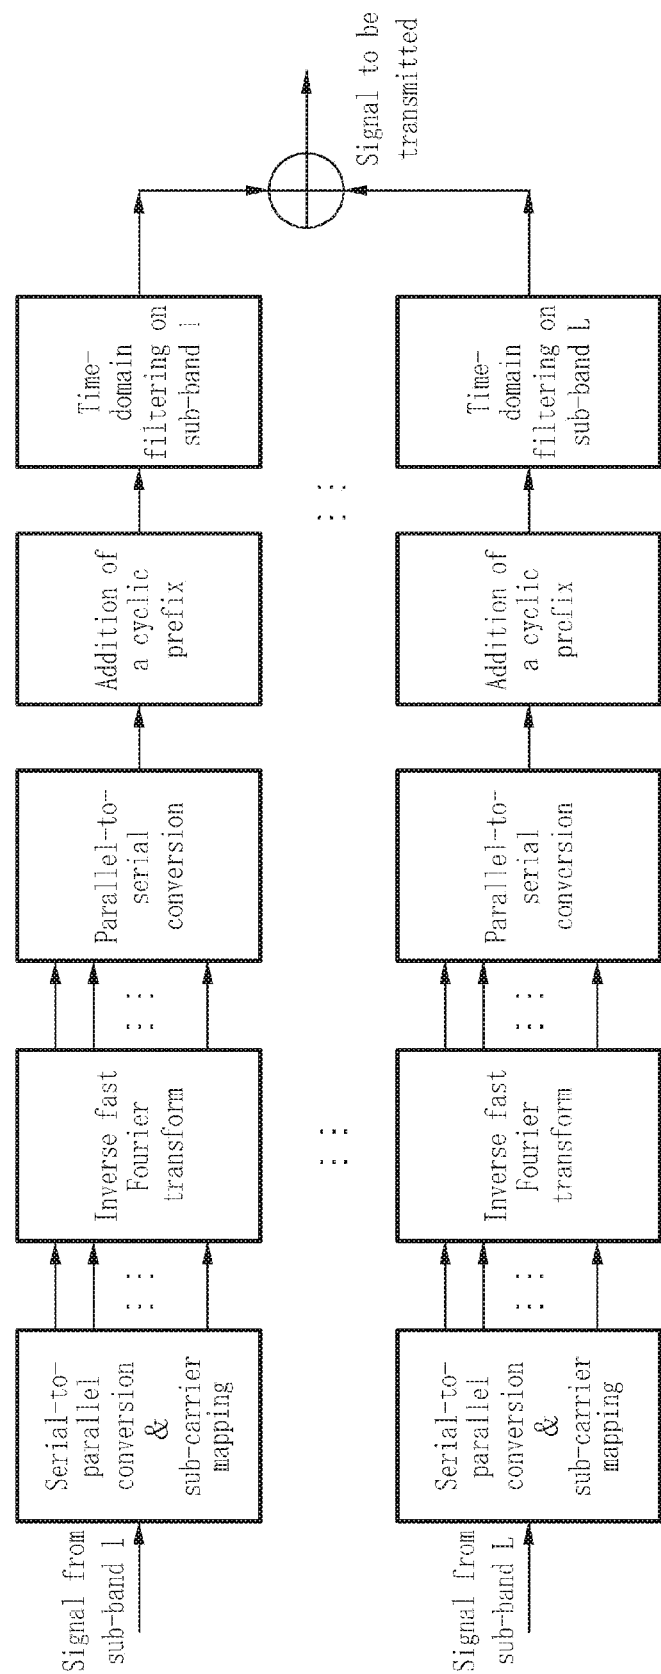 Signal from
sub-band 1
Serial-to-
parallel
conversion
&
sub-carrier
mapping
Inverse fast
Fourier
transform
Parallel-to-
serial
conversion
Addition of
a cyclic
prefix
Time-
domain
filtering on
sub-band 1
Signal to be
transmitted
Signal from
sub-band L
Serial-to-
parallel
conversion
&
sub-carrier
mapping
Inverse fast
Fourier
transform
Parallel-to-
serial
conversion
Addition of
a cyclic
prefix
Time-
domain
filtering on
sub-band L